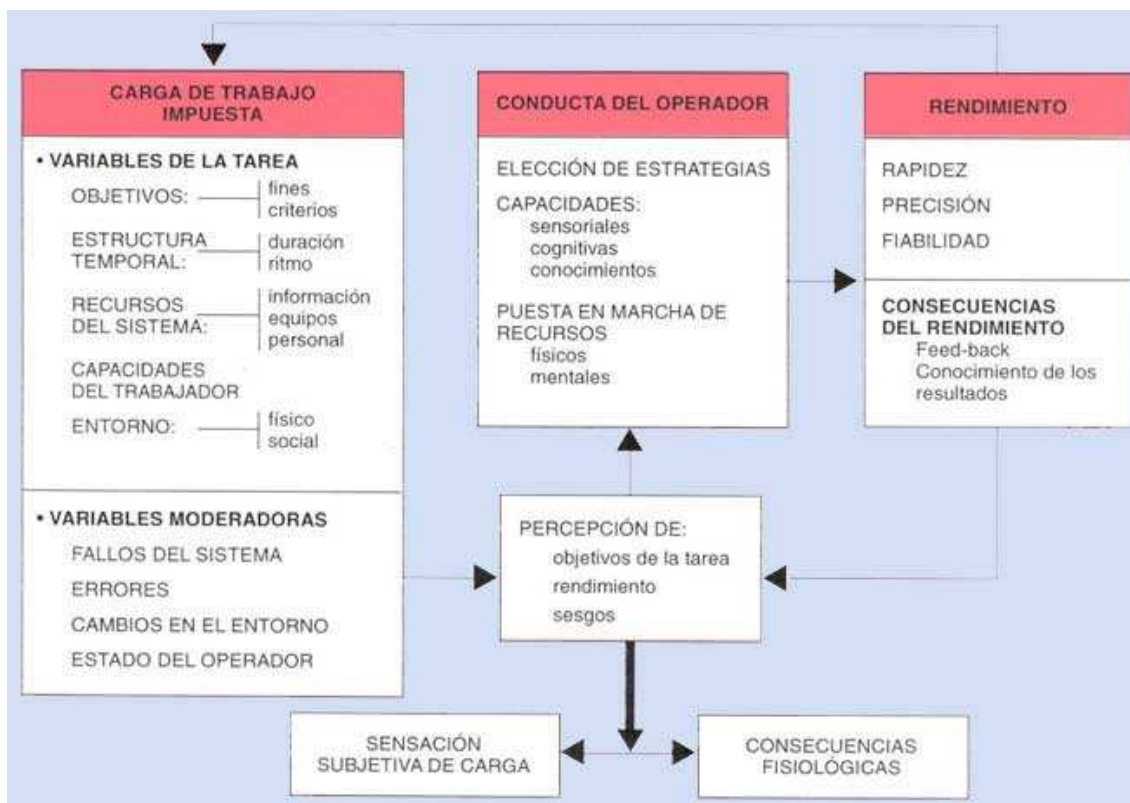 CARGA DE TRABAJO
IMPUESTA
• VARIABLES DE LA TAREA
OBJETIVOS:
fines
criterios
ESTRUCTURA
TEMPORAL:
duración
ritmo
RECURSOS
DEL SISTEMA:
información
equipos
personal
CAPACIDADES
DEL TRABAJADOR
ENTORNO:
físico
social
• VARIABLES MODERADORAS
FALLOS DEL SISTEMA
ERRORES
CAMBIOS EN EL ENTORNO
ESTADO DEL OPERADOR
CONDUCTA DEL OPERADOR
ELECCIÓN DE ESTRATEGIAS
CAPACIDADES:
sensoriales
cognitivas
conocimientos
PUESTA EN MARCHA DE
RECURSOS
físicos
mentales
RENDIMIENTO
RAPIDEZ
PRECISIÓN
FIABILIDAD
CONSECUENCIAS
DEL RENDIMIENTO
Feed-back
Conocimiento de los
resultados
PERCEPCIÓN DE:
objetivos de la tarea
rendimiento
sesgos
SENSACIÓN
SUBJETIVA DE CARGA
CONSECUENCIAS
FISIOLÓGICAS